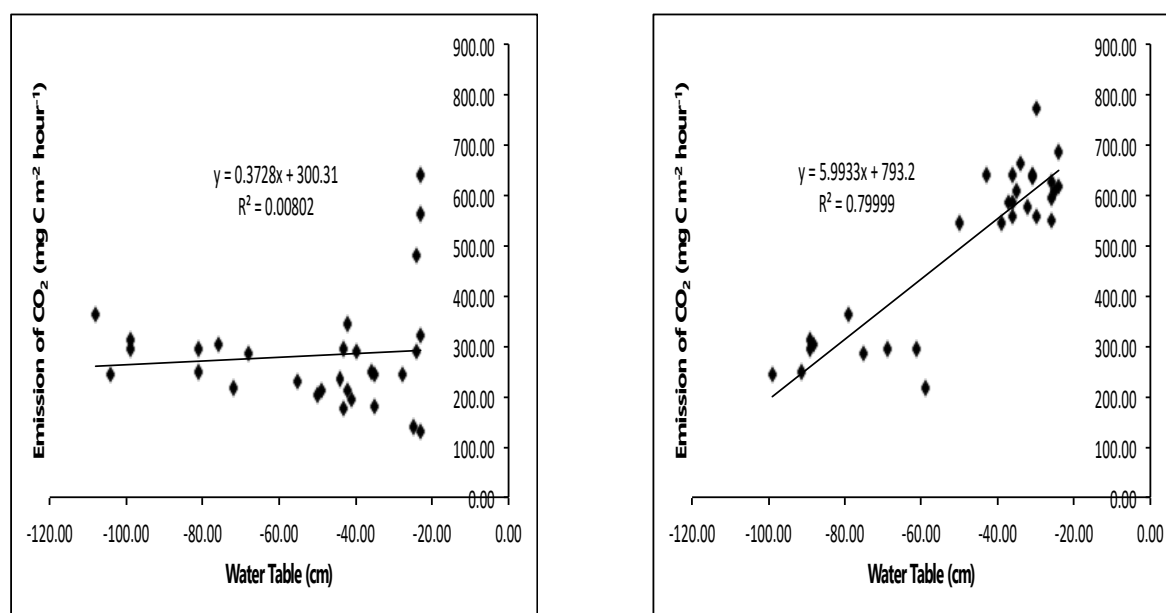 Emission of CO₂ (mg C m⁻² hour⁻¹)
900.00
800.00
700.00
600.00
500.00
400.00
300.00
200.00
100.00
0.00
y = 0.3728x + 300.31
R² = 0.00802
-120.00 -100.00 -80.00 -60.00 -40.00 -20.00 0.00
Water Table (cm)
Emission of CO₂ (mg C m⁻² hour⁻¹)
900.00
800.00
700.00
600.00
500.00
400.00
300.00
200.00
100.00
0.00
y = 5.9933x + 793.2
R² = 0.79999
-120.00 -100.00 -80.00 -60.00 -40.00 -20.00 0.00
Water Table (cm)